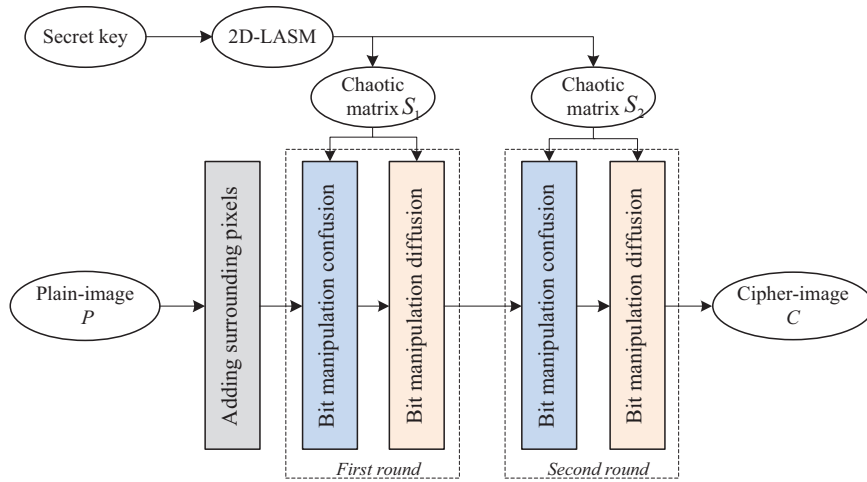 Secret key
2D-LASM
Chaotic
matrix S1
Chaotic
matrix S2
Plain-image
P
Adding surrounding pixels
Bit manipulation confusion
Bit manipulation diffusion
First round
Bit manipulation confusion
Bit manipulation diffusion
Second round
Cipher-image
C